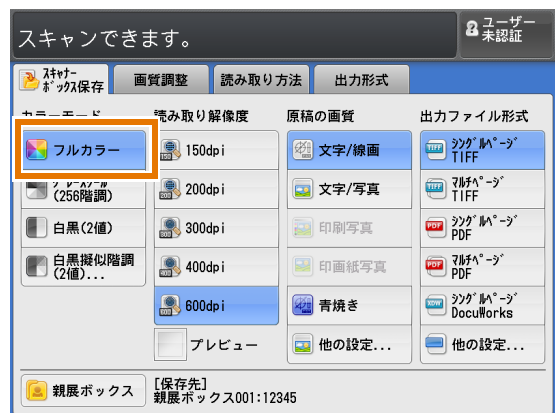 スキャンできます。
ユーザー
未認証
ｽｷｬﾅｰ
ﾎﾞｯｸｽ保存
画質調整
読み取り方法
出力形式
カラーモード
読み取り解像度
原稿の画質
出力ファイル形式
フルカラー
(256階調)
白黒(2値)
白黒擬似階調
(2値)...
150dpi
200dpi
300dpi
400dpi
600dpi
プレビュー
文字/線画
文字/写真
印刷写真
印画紙写真
青焼き
他の設定...
TIFF
ｼﾝｸﾞﾙﾍﾟｰｼﾞ
TIFF
TIFF
ﾏﾙﾁﾍﾟｰｼﾞ
TIFF
PDF
ｼﾝｸﾞﾙﾍﾟｰｼﾞ
PDF
PDF
ﾏﾙﾁﾍﾟｰｼﾞ
PDF
XDW
ｼﾝｸﾞﾙﾍﾟｰｼﾞ
DocuWorks
他の設定...
親展ボックス
[保存先]
親展ボックス001:12345